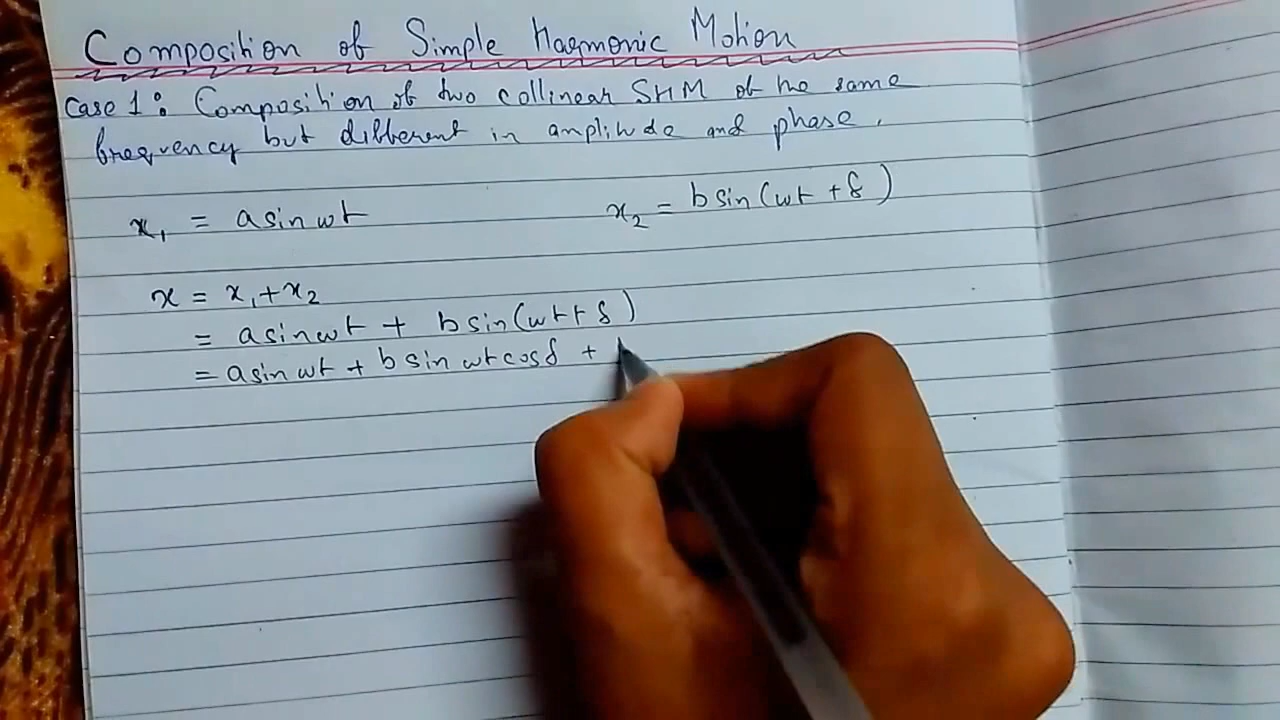 Composition of Simple Harmonic Motion
Case 1: Composition of two collinear SHM of the same
frequency but different in amplitude and phase.
x₁ = a sin ωt x₂ = b sin(ωt + δ)
x = x₁ + x₂
= a sin ωt + b sin(ωt + δ)
= a sin ωt + b sin ωt cos δ +